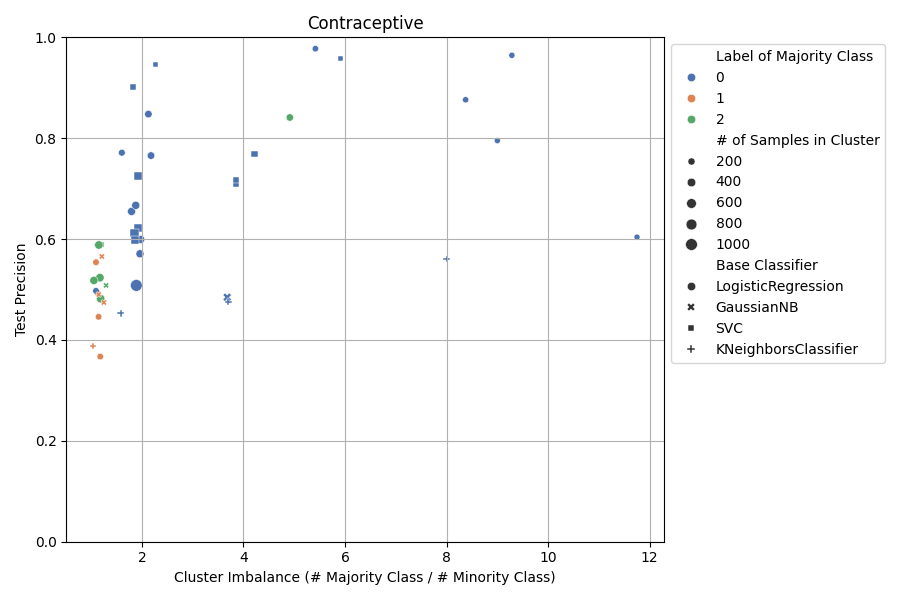 Contraceptive
Test Precision
1.0
0.8
0.6
0.4
0.2
0.0
2
4
6
8
10
12
Cluster Imbalance (# Majority Class / # Minority Class)
Label of Majority Class
0
1
2
# of Samples in Cluster
200
400
600
800
1000
Base Classifier
LogisticRegression
GaussianNB
SVC
KNeighborsClassifier